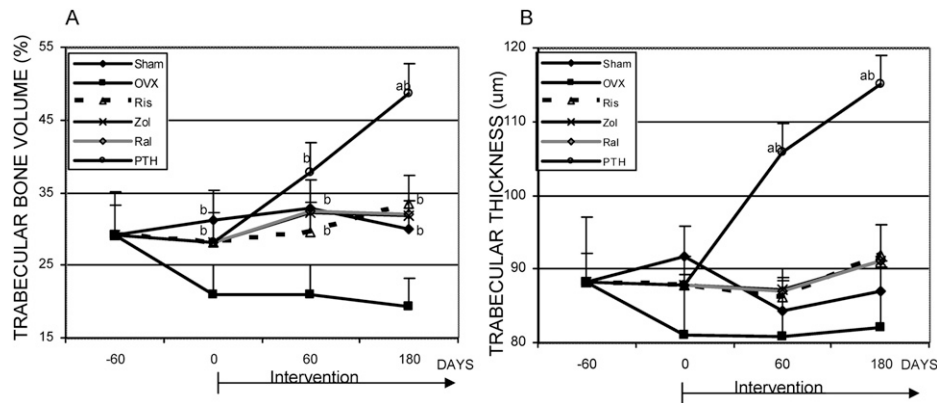 A
TRABECULAR BONE VOLUME (%)
55
45
35
25
15
Sham
OVX
Ris
Zol
Ral
PTH
ab
b
b
b
b
b
b
b
b
-60
0
60
180
DAYS
Intervention
B
TRABECULAR THICKNESS (um)
120
110
100
90
80
Sham
OVX
Ris
Zol
Ral
PTH
ab
ab
-60
0
60
180
DAYS
Intervention